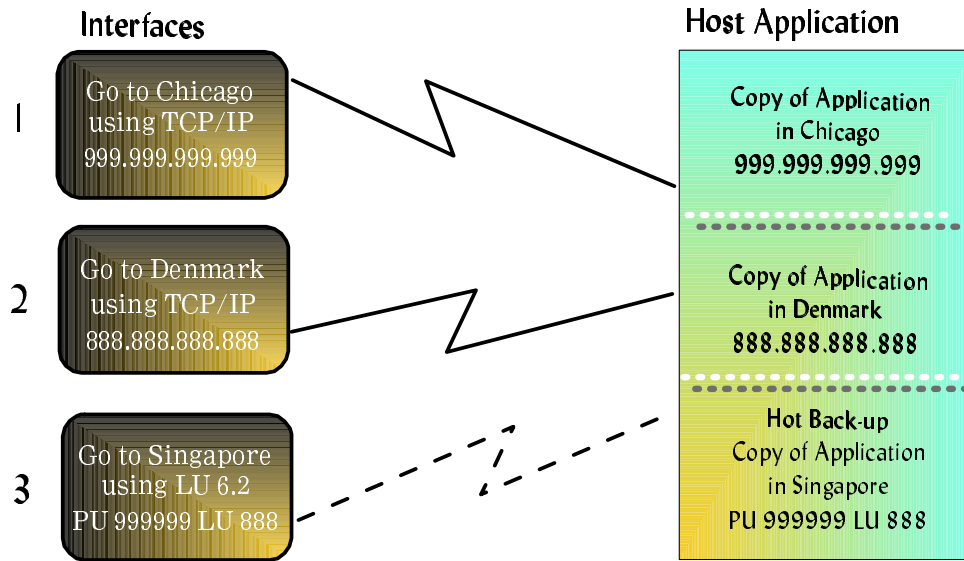 Interfaces
Host Application
1
Go to Chicago
using TCP/IP
999.999.999.999
Copy of Application
in Chicago
999.999.999.999
2
Go to Denmark
using TCP/IP
888.888.888.888
Copy of Application
in Denmark
888.888.888.888
3
Go to Singapore
using LU 6.2
PU 999999 LU 888
Hot Back-up
Copy of Application
in Singapore
PU 999999 LU 888